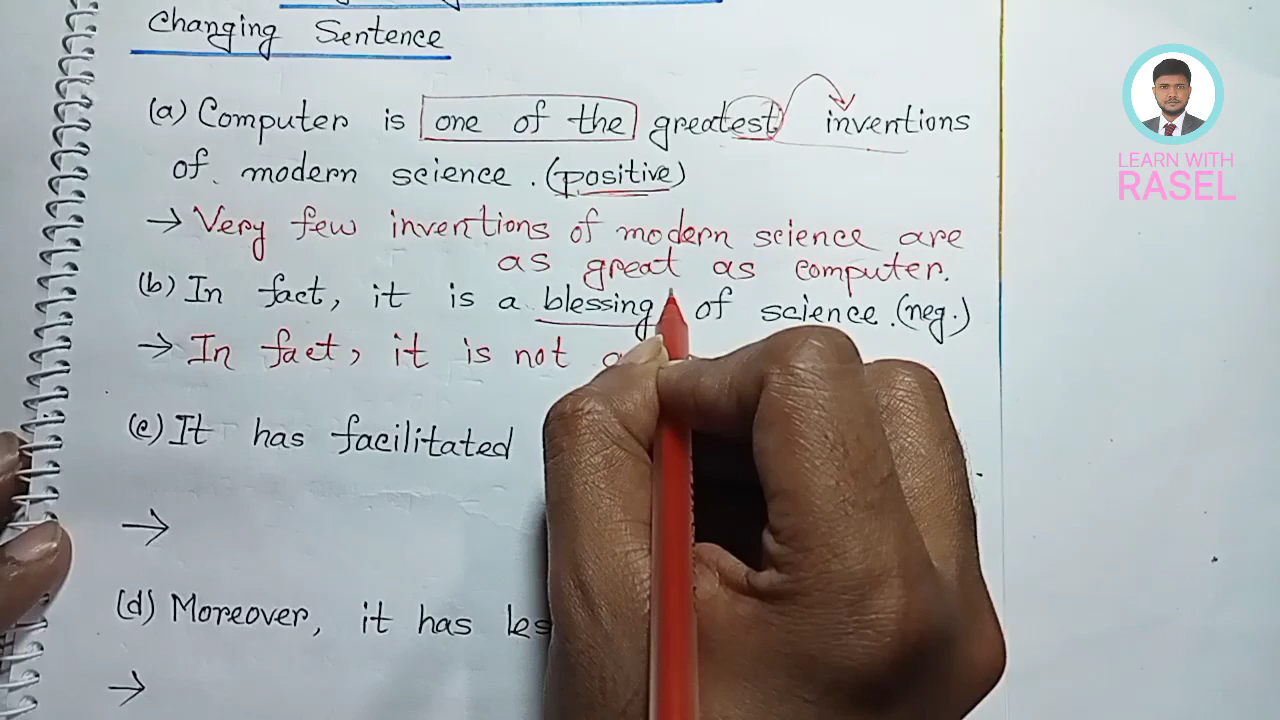 Changing Sentence
(a) Computer is one of the greatest inventions
of modern science. (positive)
→ Very few inventions of modern science are
as great as computer.
(b) In fact, it is a blessing of science. (neg.)
→ In fact, it is not a
(c) It has facilitated
→
(d) Moreover, it has les
→
LEARN WITH
RASEL